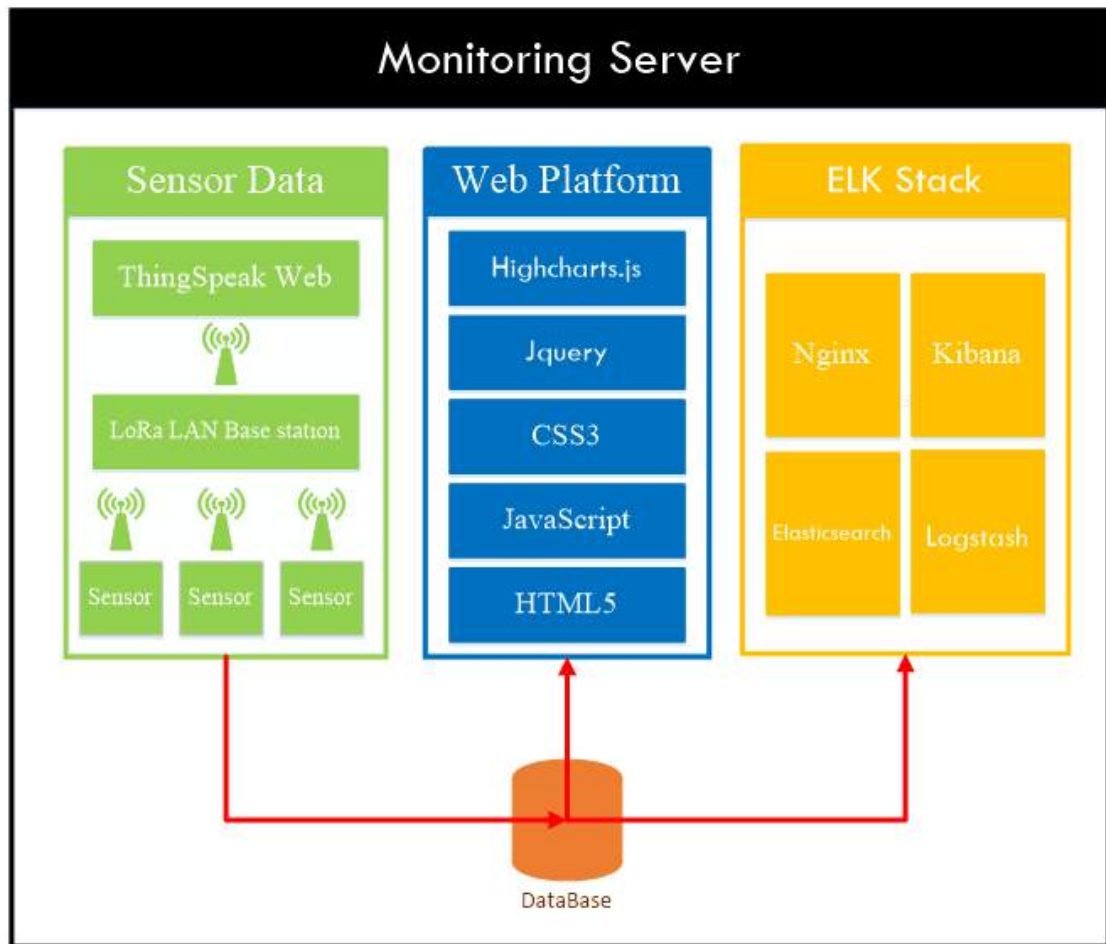 Monitoring Server
Sensor Data
ThingSpeak Web
LoRa LAN Base station
Sensor
Sensor
Sensor
Web Platform
Highcharts.js
Jquery
CSS3
JavaScript
HTML5
ELK Stack
Nginx
Kibana
Elasticsearch
Logstash
DataBase